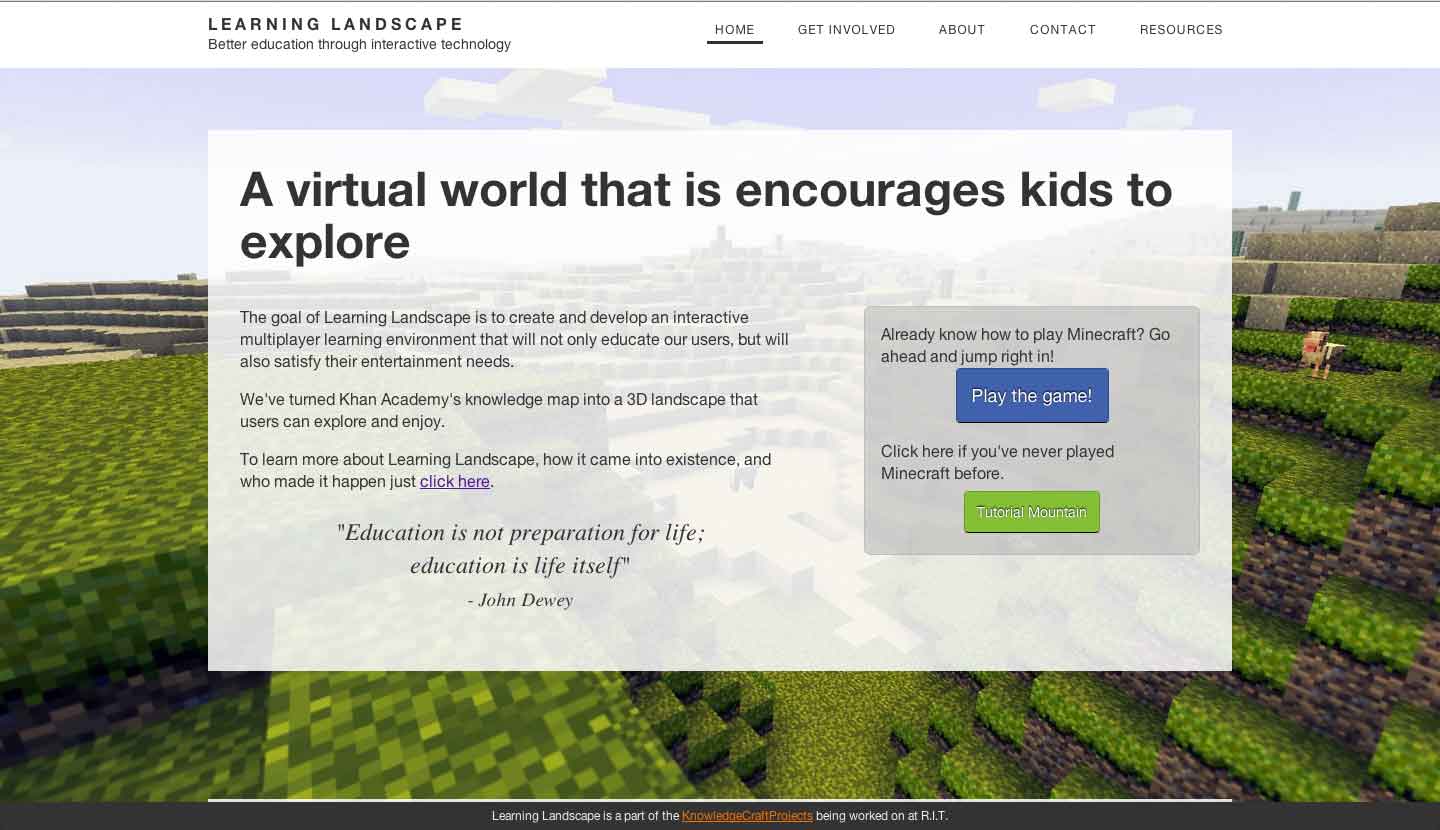 LEARNING LANDSCAPE
Better education through interactive technology
HOME GET INVOLVED ABOUT CONTACT RESOURCES
A virtual world that is encourages kids to
explore
The goal of Learning Landscape is to create and develop an interactive
multiplayer learning environment that will not only educate our users, but will
also satisfy their entertainment needs.
We've turned Khan Academy's knowledge map into a 3D landscape that
users can explore and enjoy.
To learn more about Learning Landscape, how it came into existence, and
who made it happen just click here.
"Education is not preparation for life;
education is life itself"
- John Dewey
Already know how to play Minecraft? Go
ahead and jump right in!
Play the game!
Click here if you've never played
Minecraft before.
Tutorial Mountain
Learning Landscape is a part of the KnowledgeCraftProjects being worked on at R.I.T.